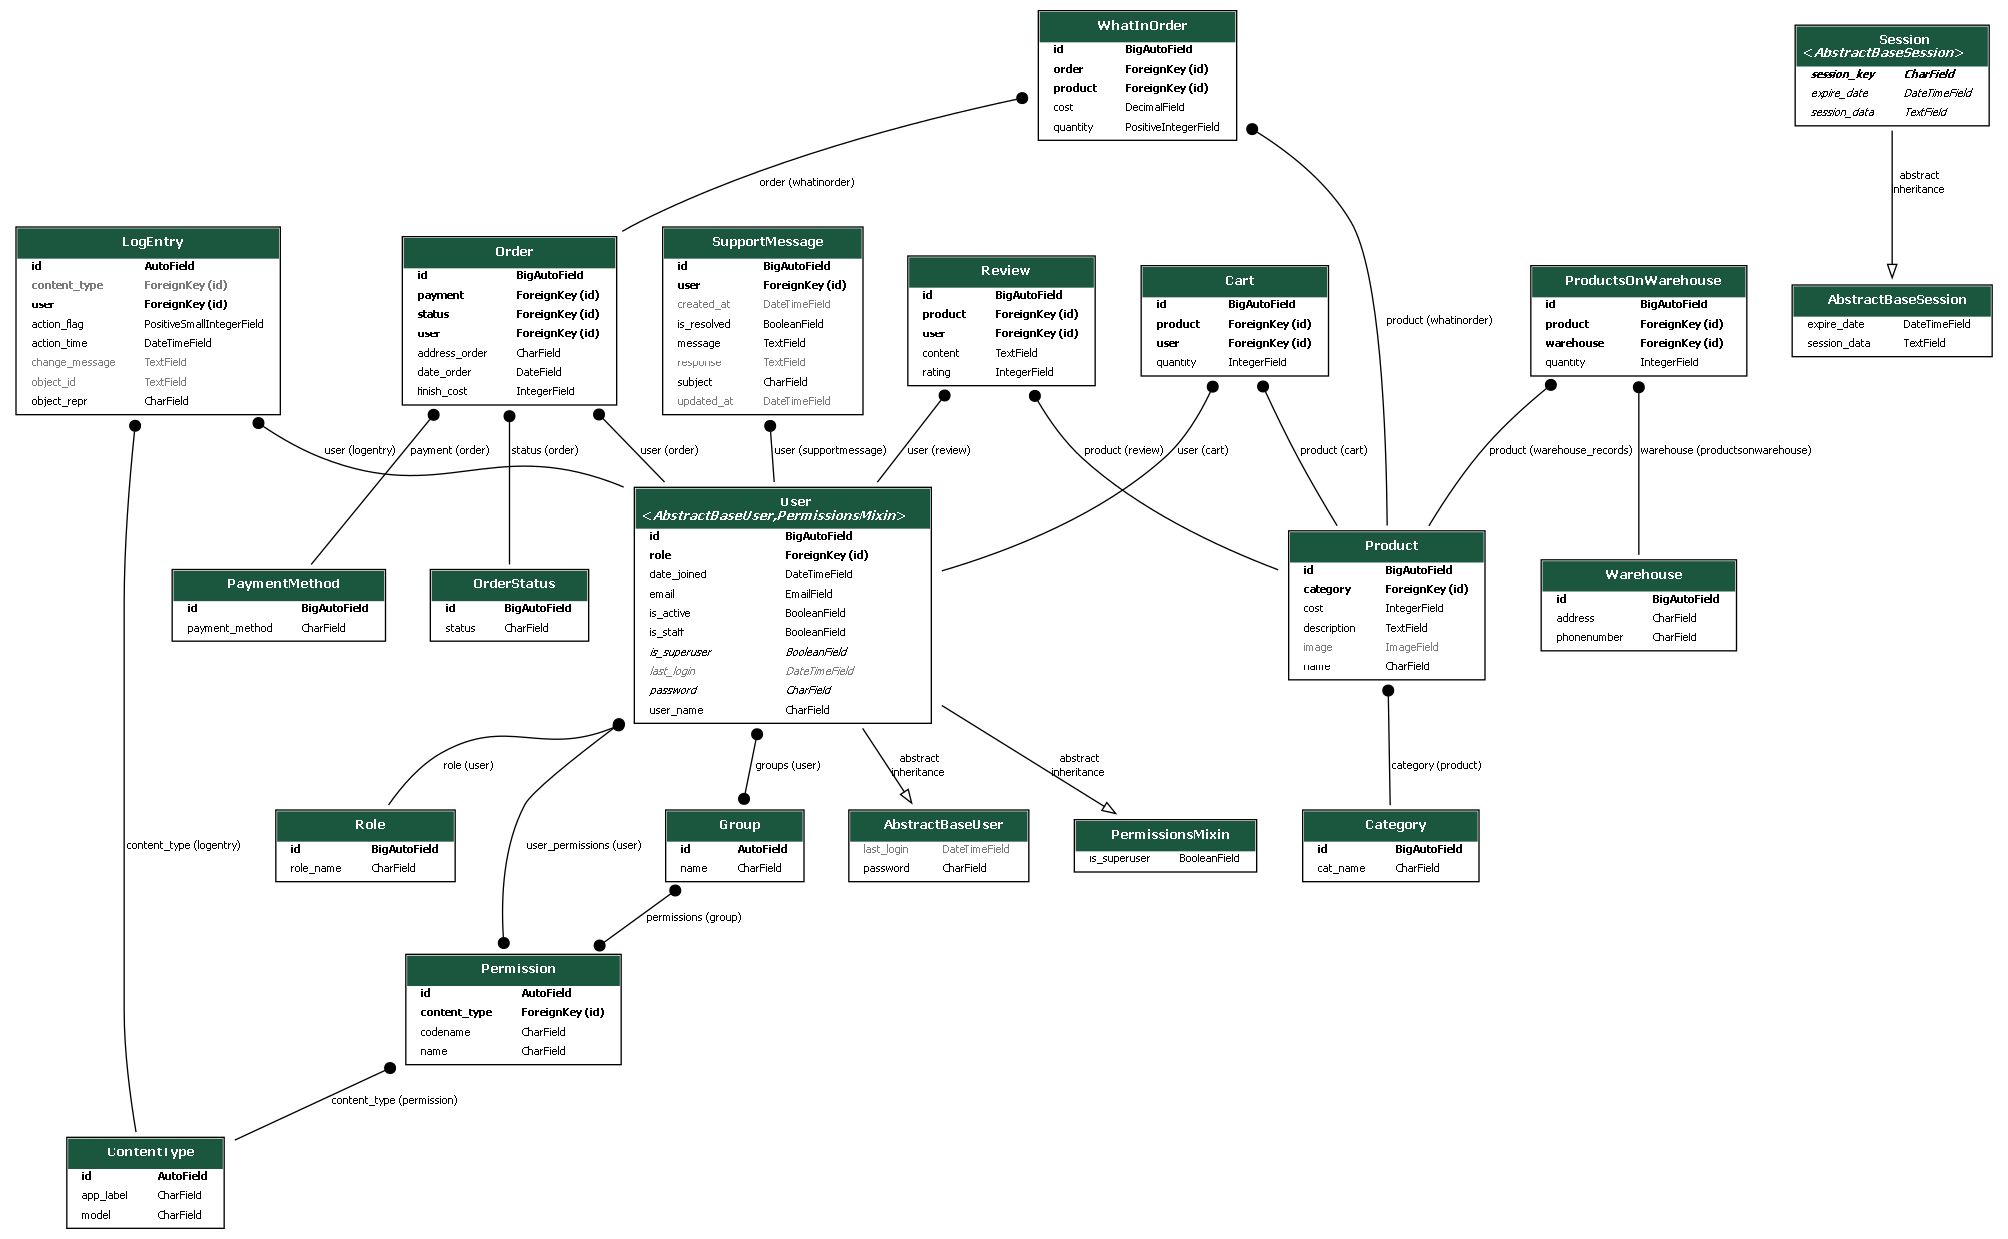 WhatInOrder
id BigAutoField
order ForeignKey (id)
product ForeignKey (id)
cost DecimalField
quantity PositiveIntegerField
Session
<AbstractBaseSession>
session_key CharField
expire_date DateTimeField
session_data TextField
order (whatinorder)
abstract
inheritance
LogEntry
id AutoField
content_type ForeignKey (id)
user ForeignKey (id)
action_flag PositiveSmallIntegerField
action_time DateTimeField
change_message TextField
object_id TextField
object_repr CharField
Order
id BigAutoField
payment ForeignKey (id)
status ForeignKey (id)
user ForeignKey (id)
address_order CharField
date_order DateField
finish_cost IntegerField
SupportMessage
id BigAutoField
user ForeignKey (id)
created_at DateTimeField
is_resolved BooleanField
message TextField
response TextField
subject CharField
updated_at DateTimeField
Review
id BigAutoField
product ForeignKey (id)
user ForeignKey (id)
content TextField
rating IntegerField
Cart
id BigAutoField
product ForeignKey (id)
user ForeignKey (id)
quantity IntegerField
product (whatinorder)
ProductsOnWarehouse
id BigAutoField
product ForeignKey (id)
warehouse ForeignKey (id)
quantity IntegerField
AbstractBaseSession
expire_date DateTimeField
session_data TextField
user (logentry)
payment (order)
status (order)
user (order)
user (supportmessage)
user (review)
product (review)
user (cart)
product (cart)
product (warehouse_records)
warehouse (productsonwarehouse)
PaymentMethod
id BigAutoField
payment_method CharField
OrderStatus
id BigAutoField
status CharField
User
<AbstractBaseUser,PermissionsMixin>
id BigAutoField
role ForeignKey (id)
date_joined DateTimeField
email EmailField
is_active BooleanField
is_staff BooleanField
is_superuser BooleanField
last_login DateTimeField
password CharField
user_name CharField
Product
id BigAutoField
category ForeignKey (id)
cost IntegerField
description TextField
image ImageField
name CharField
Warehouse
id BigAutoField
address CharField
phonenumber CharField
role (user)
groups (user)
abstract
inheritance
abstract
inheritance
category (product)
Role
id BigAutoField
role_name CharField
user_permissions (user)
Group
id AutoField
name CharField
AbstractBaseUser
last_login DateTimeField
password CharField
PermissionsMixin
is_superuser BooleanField
Category
id BigAutoField
cat_name CharField
content_type (logentry)
permissions (group)
Permission
id AutoField
content_type ForeignKey (id)
codename CharField
name CharField
content_type (permission)
ContentType
id AutoField
app_label CharField
model CharField